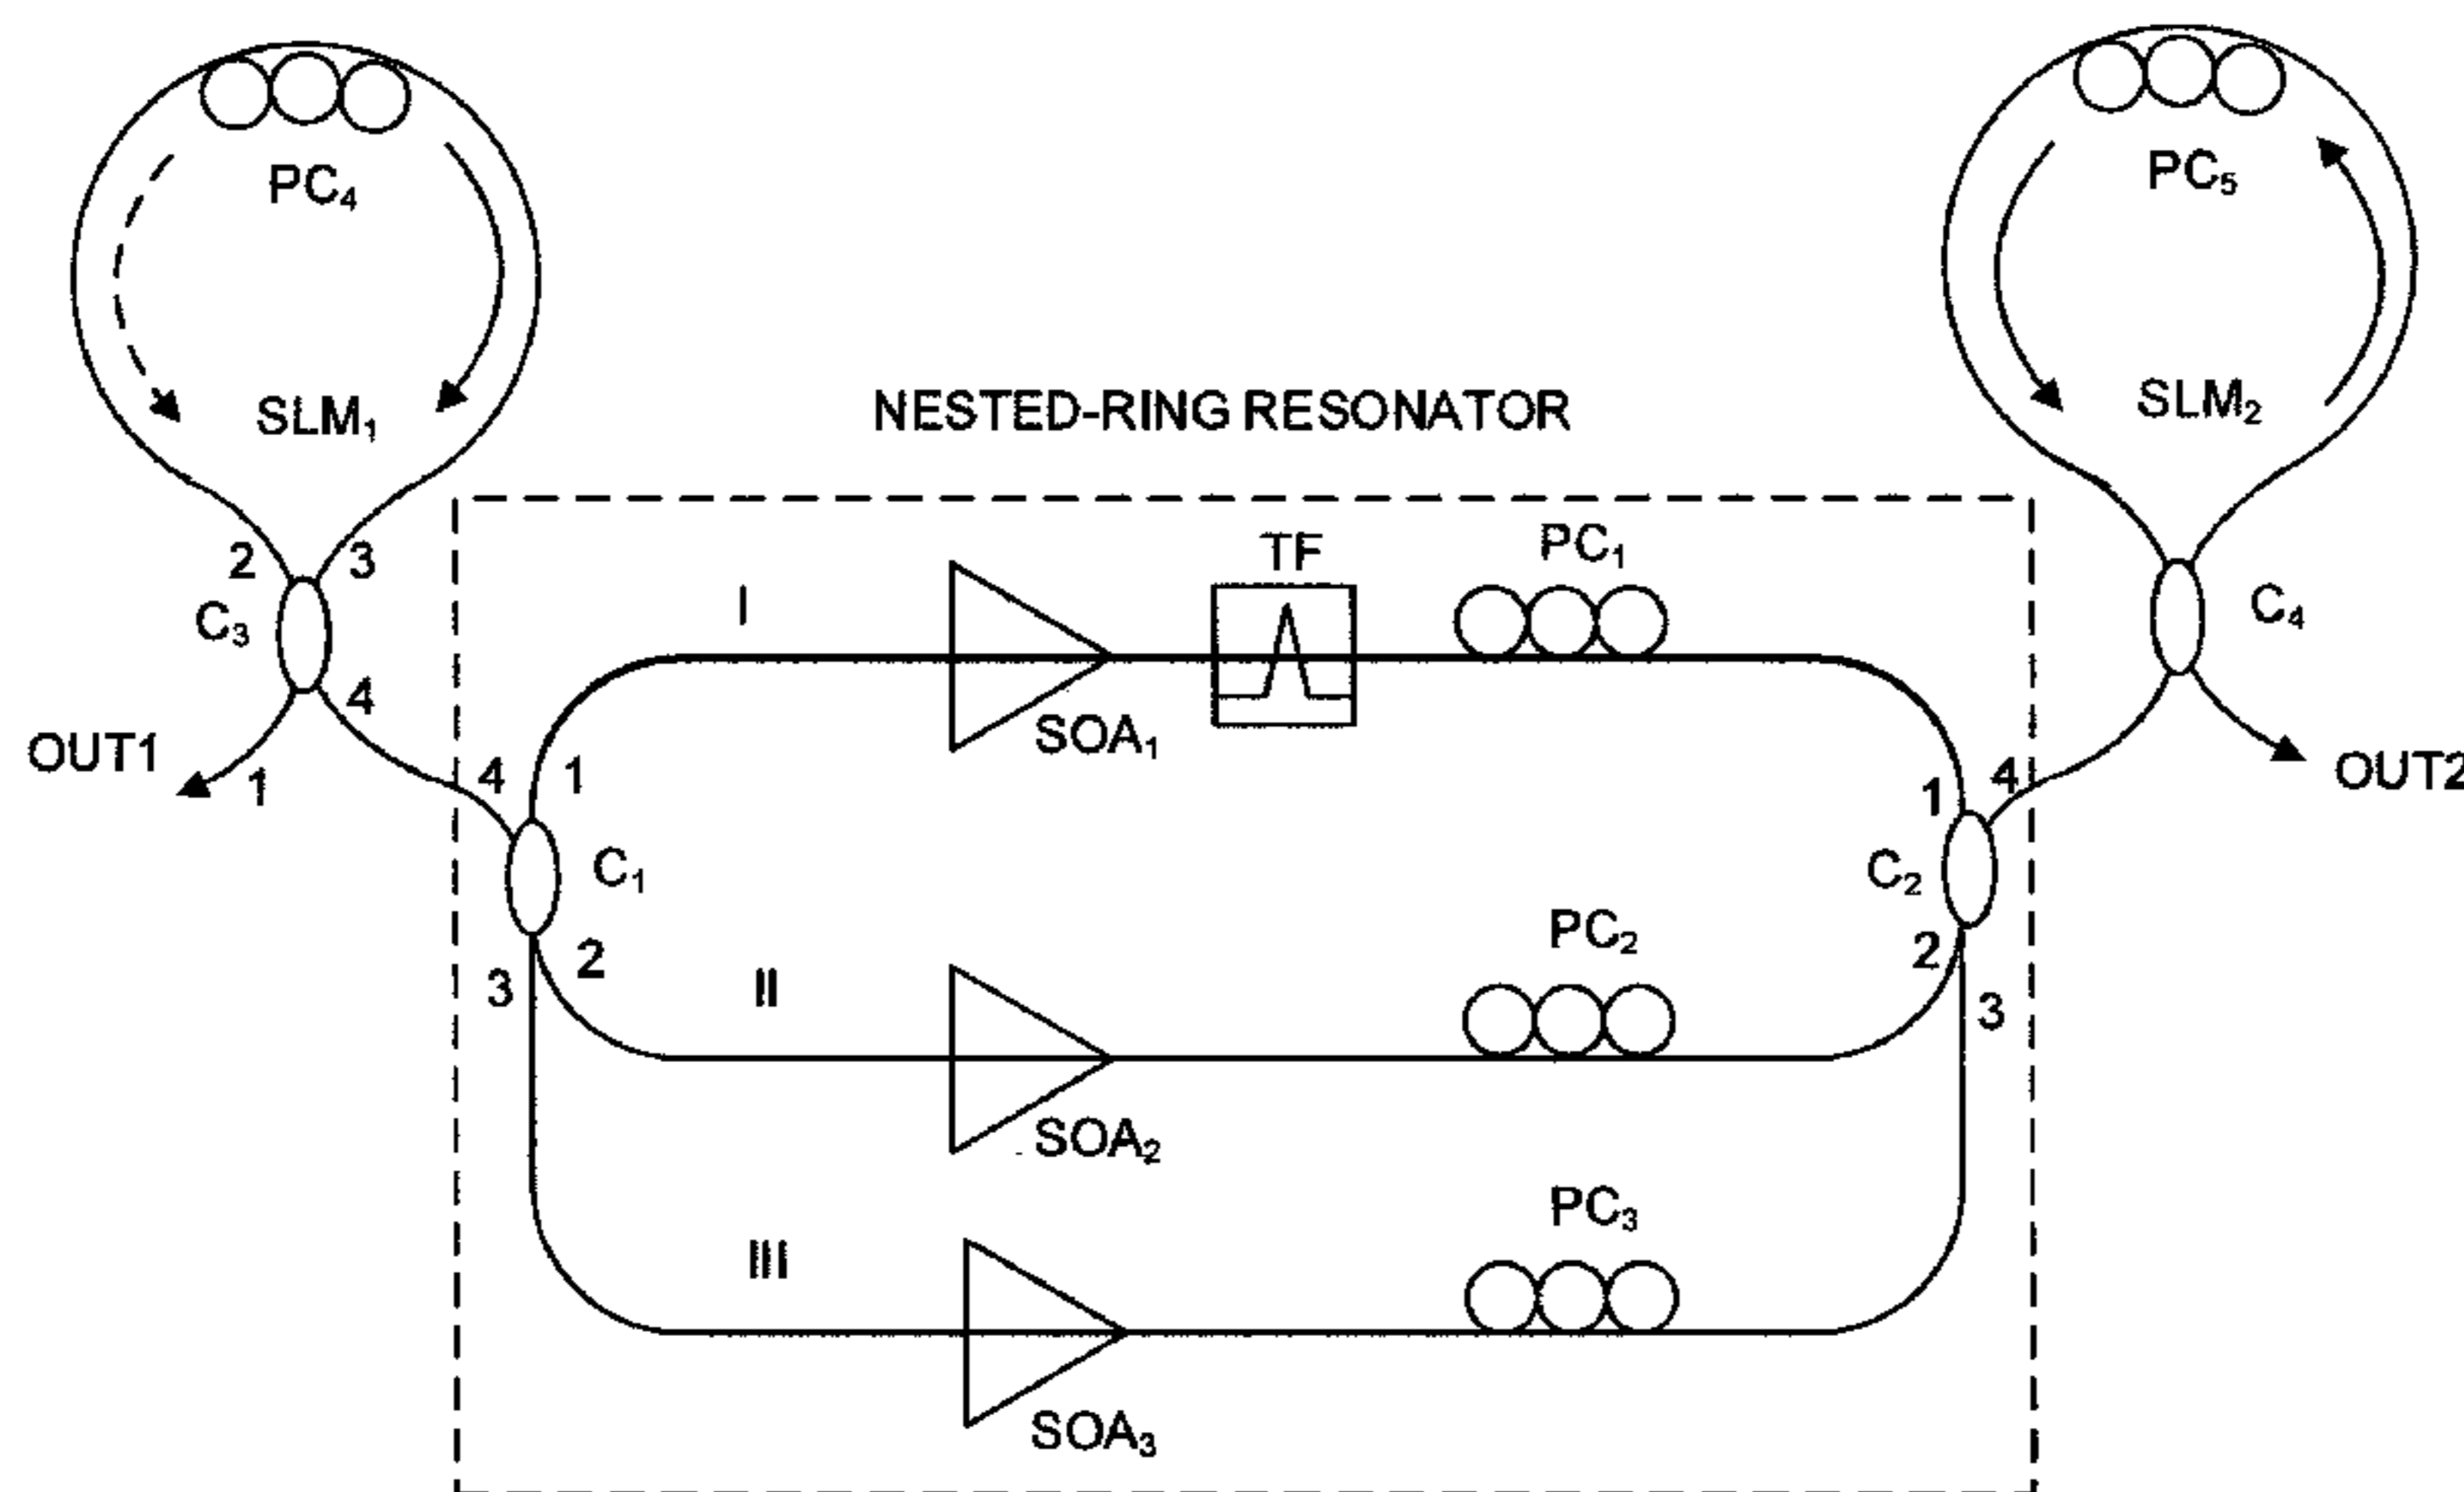 PC4
PC5
SLM1
SLM2
NESTED-RING RESONATOR
2
3
C3
4
OUT1
1
I
TF
PC1
SOA1
C4
OUT2
4
1
C1
3
2
II
PC2
SOA2
1
4
C2
2
3
III
PC3
SOA3